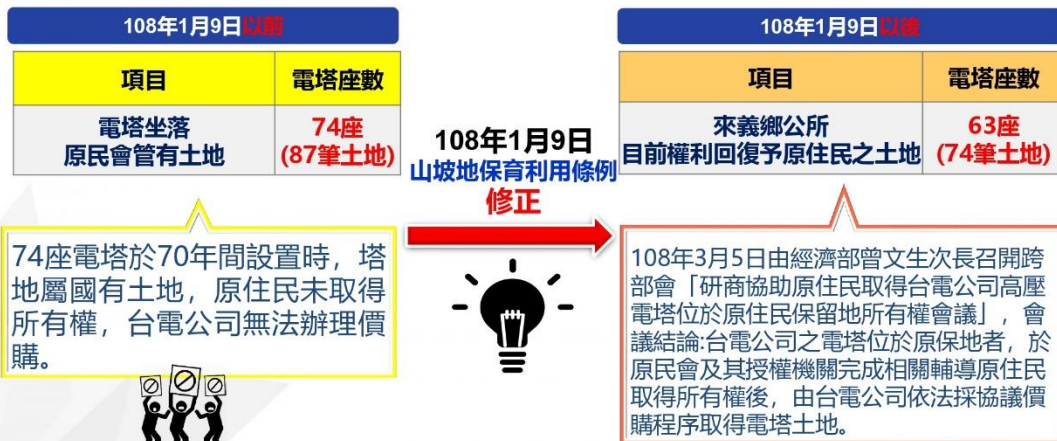 108年1月9日以前
項目 電塔座數
電塔坐落
原民會管有土地
74座
(87筆土地)
74座電塔於70年間設置時，塔
地屬國有土地，原住民未取得
所有權，台電公司無法辦理價
購。
108年1月9日
山坡地保育利用條例
修正
108年1月9日以後
項目 電塔座數
來義鄉公所
目前權利回復予原住民之土地
63座
(74筆土地)
108年3月5日由經濟部曾文生次長召開跨
部會「研商協助原住民取得台電公司高壓
電塔位於原住民保留地所有權會議」，會
議結論:台電公司之電塔位於原保地者，於
原民會及其授權機關完成相關輔導原住民
取得所有權後，由台電公司依法採協議價
購程序取得電塔土地。